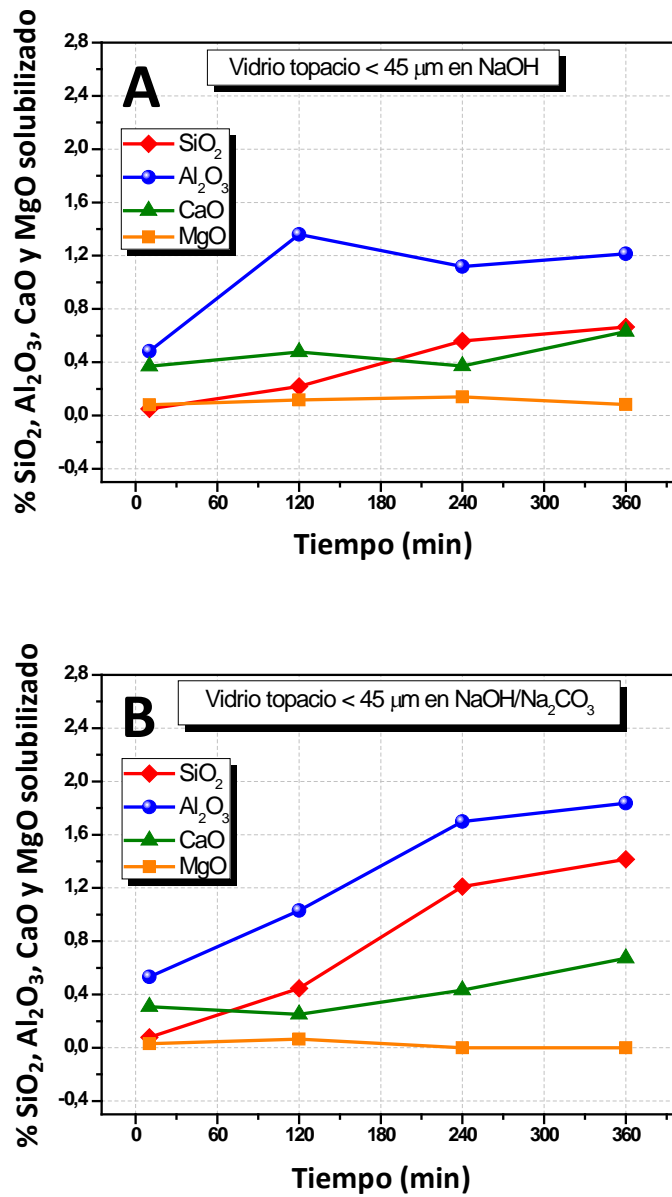 A
Vidrio topacio < 45 μm en NaOH
SiO₂
Al₂O₃
CaO
MgO
% SiO₂, Al₂O₃, CaO y MgO solubilizado
2,8
2,4
2,0
1,6
1,2
0,8
0,4
0,0
-0,4
0 60 120 180 240 300 360
Tiempo (min)
B
Vidrio topacio < 45 μm en NaOH/Na₂CO₃
SiO₂
Al₂O₃
CaO
MgO
% SiO₂, Al₂O₃, CaO y MgO solubilizado
2,8
2,4
2,0
1,6
1,2
0,8
0,4
0,0
-0,4
0 60 120 180 240 300 360
Tiempo (min)